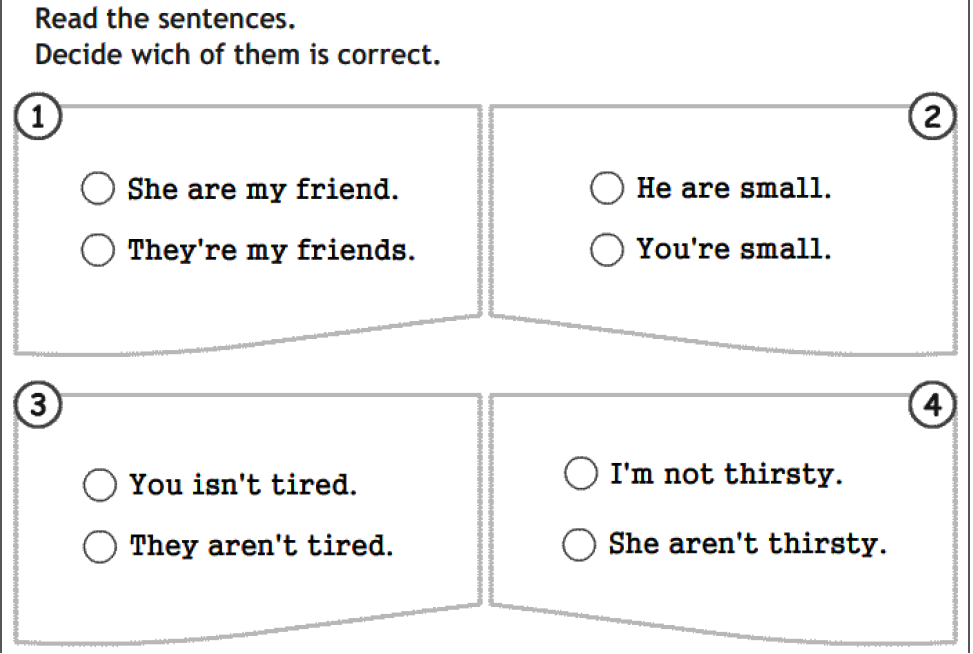 Read the sentences.
Decide wich of them is correct.
1
She are my friend.
They're my friends.
2
He are small.
You're small.
3
You isn't tired.
They aren't tired.
4
I'm not thirsty.
She aren't thirsty.